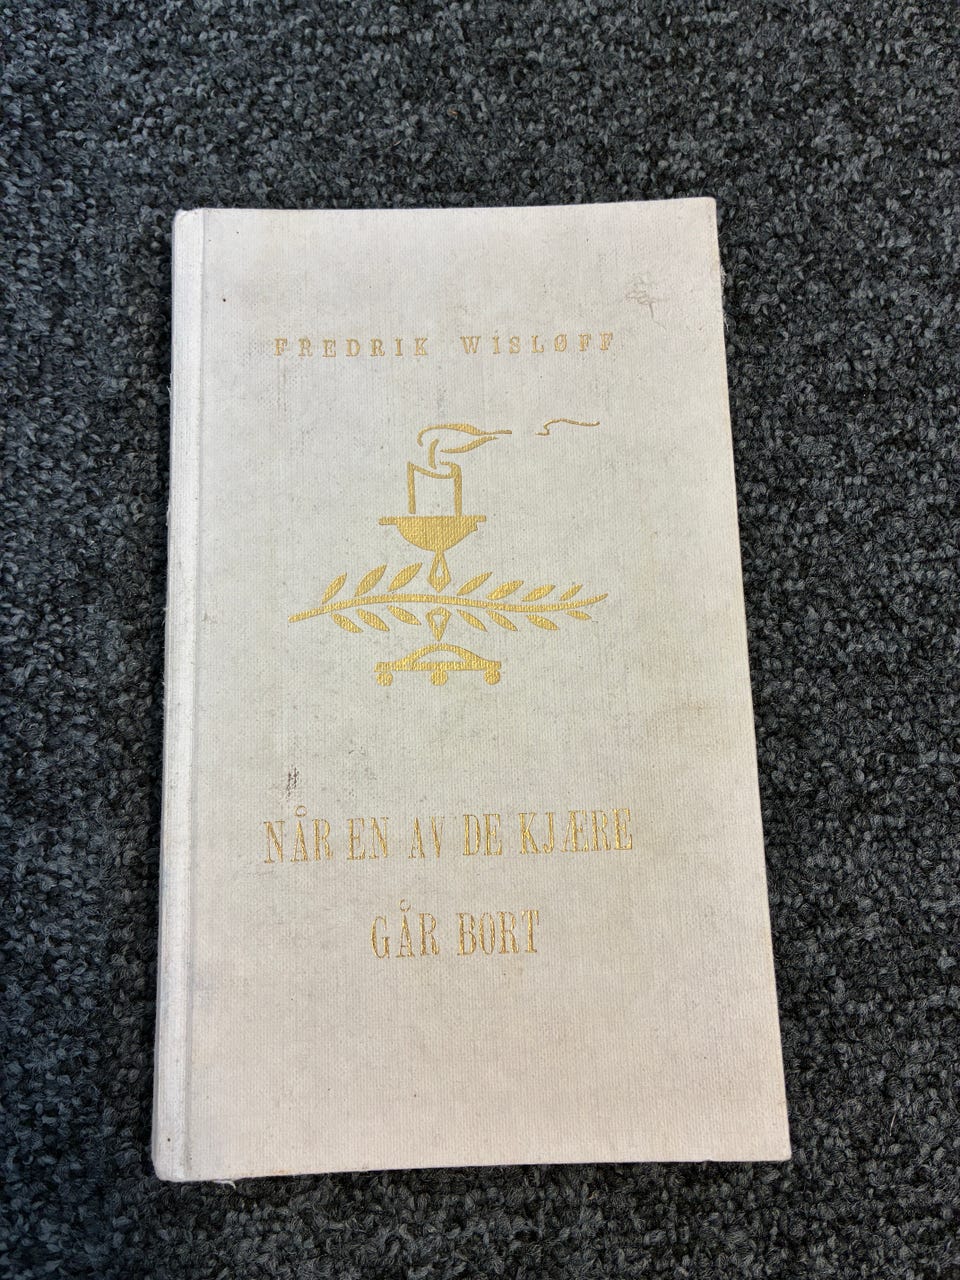 FREDRIK WISLØFF
NÅR EN AV DE KJÆRE
GÅR BORT